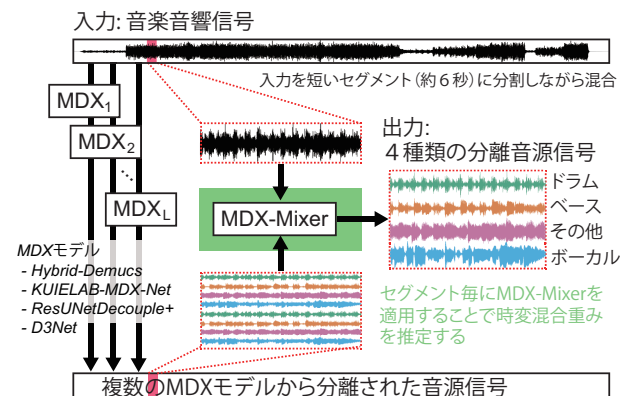 入力: 音楽音響信号
入力を短いセグメント（約６秒）に分割しながら混合
MDX1
MDX2
⋱
MDXL
出力:
４種類の分離音源信号
ドラム
ベース
その他
ボーカル
MDX-Mixer
MDXモデル
- Hybrid-Demucs
- KUIELAB-MDX-Net
- ResUNetDecouple+
- D3Net
セグメント毎にMDX-Mixerを
適用することで時変混合重み
を推定する
複数のMDXモデルから分離された音源信号